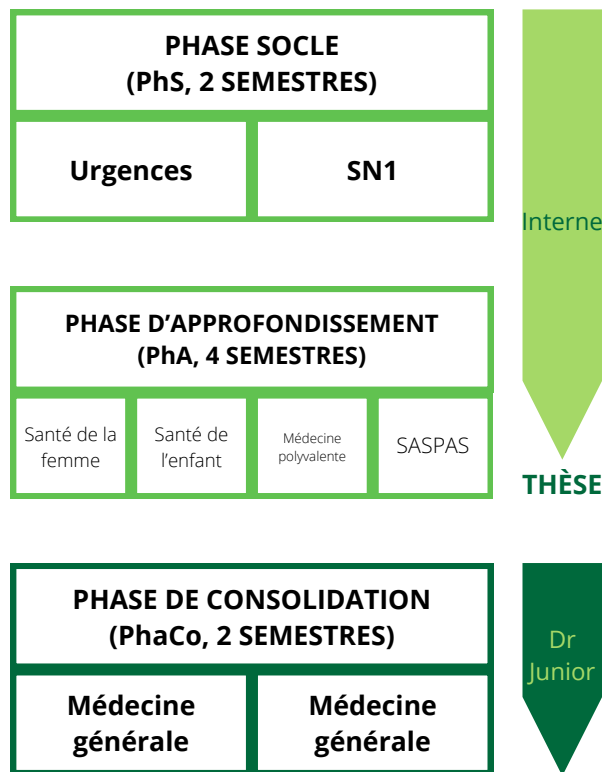 PHASE SOCLE
(PhS, 2 SEMESTRES)
Urgences
SN1
Interne
PHASE D'APPROFONDISSEMENT
(PhA, 4 SEMESTRES)
Santé de la
femme
Santé de
l'enfant
Médecine
polyvalente
SASPAS
THÈSE
PHASE DE CONSOLIDATION
(PhaCo, 2 SEMESTRES)
Médecine
générale
Médecine
générale
Dr
Junior